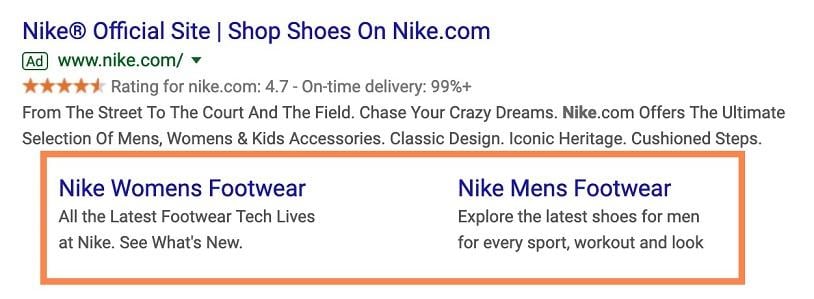 Nike® Official Site | Shop Shoes On Nike.com
Ad www.nike.com/
Rating for nike.com: 4.7 - On-time delivery: 99%+
From The Street To The Court And The Field. Chase Your Crazy Dreams. Nike.com Offers The Ultimate
Selection Of Mens, Womens & Kids Accessories. Classic Design. Iconic Heritage. Cushioned Steps.
Nike Womens Footwear
All the Latest Footwear Tech Lives
at Nike. See What's New.
Nike Mens Footwear
Explore the latest shoes for men
for every sport, workout and look